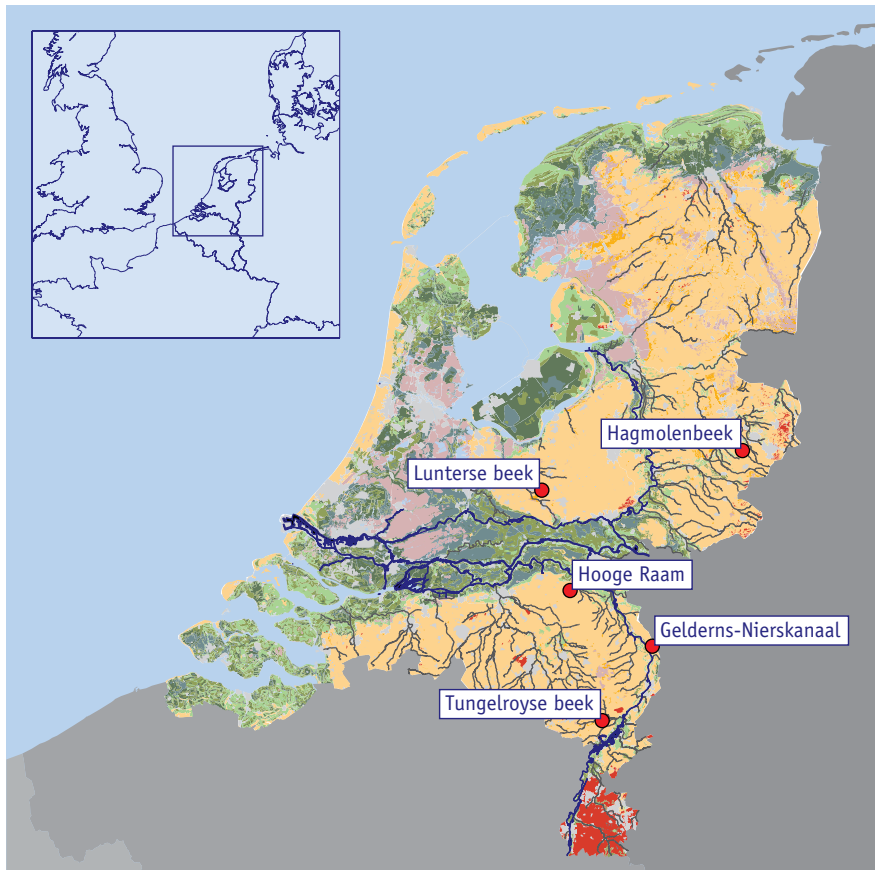 Hagmolenbeek
Lunterse beek
Hooge Raam
Gelderns-Nierskanaal
Tungelroyse beek